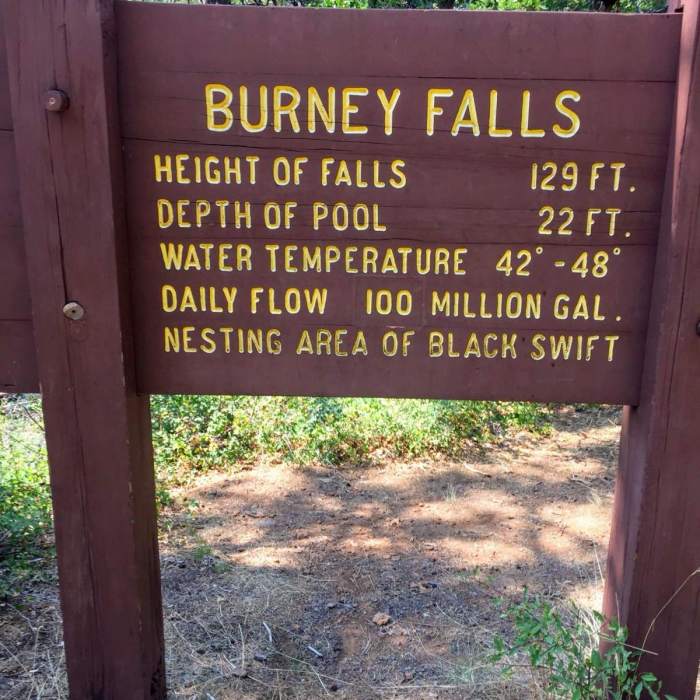 BURNEY FALLS
HEIGHT OF FALLS 129 FT.
DEPTH OF POOL 22 FT.
WATER TEMPERATURE 42° - 48°
DAILY FLOW 100 MILLION GAL.
NESTING AREA OF BLACK SWIFT